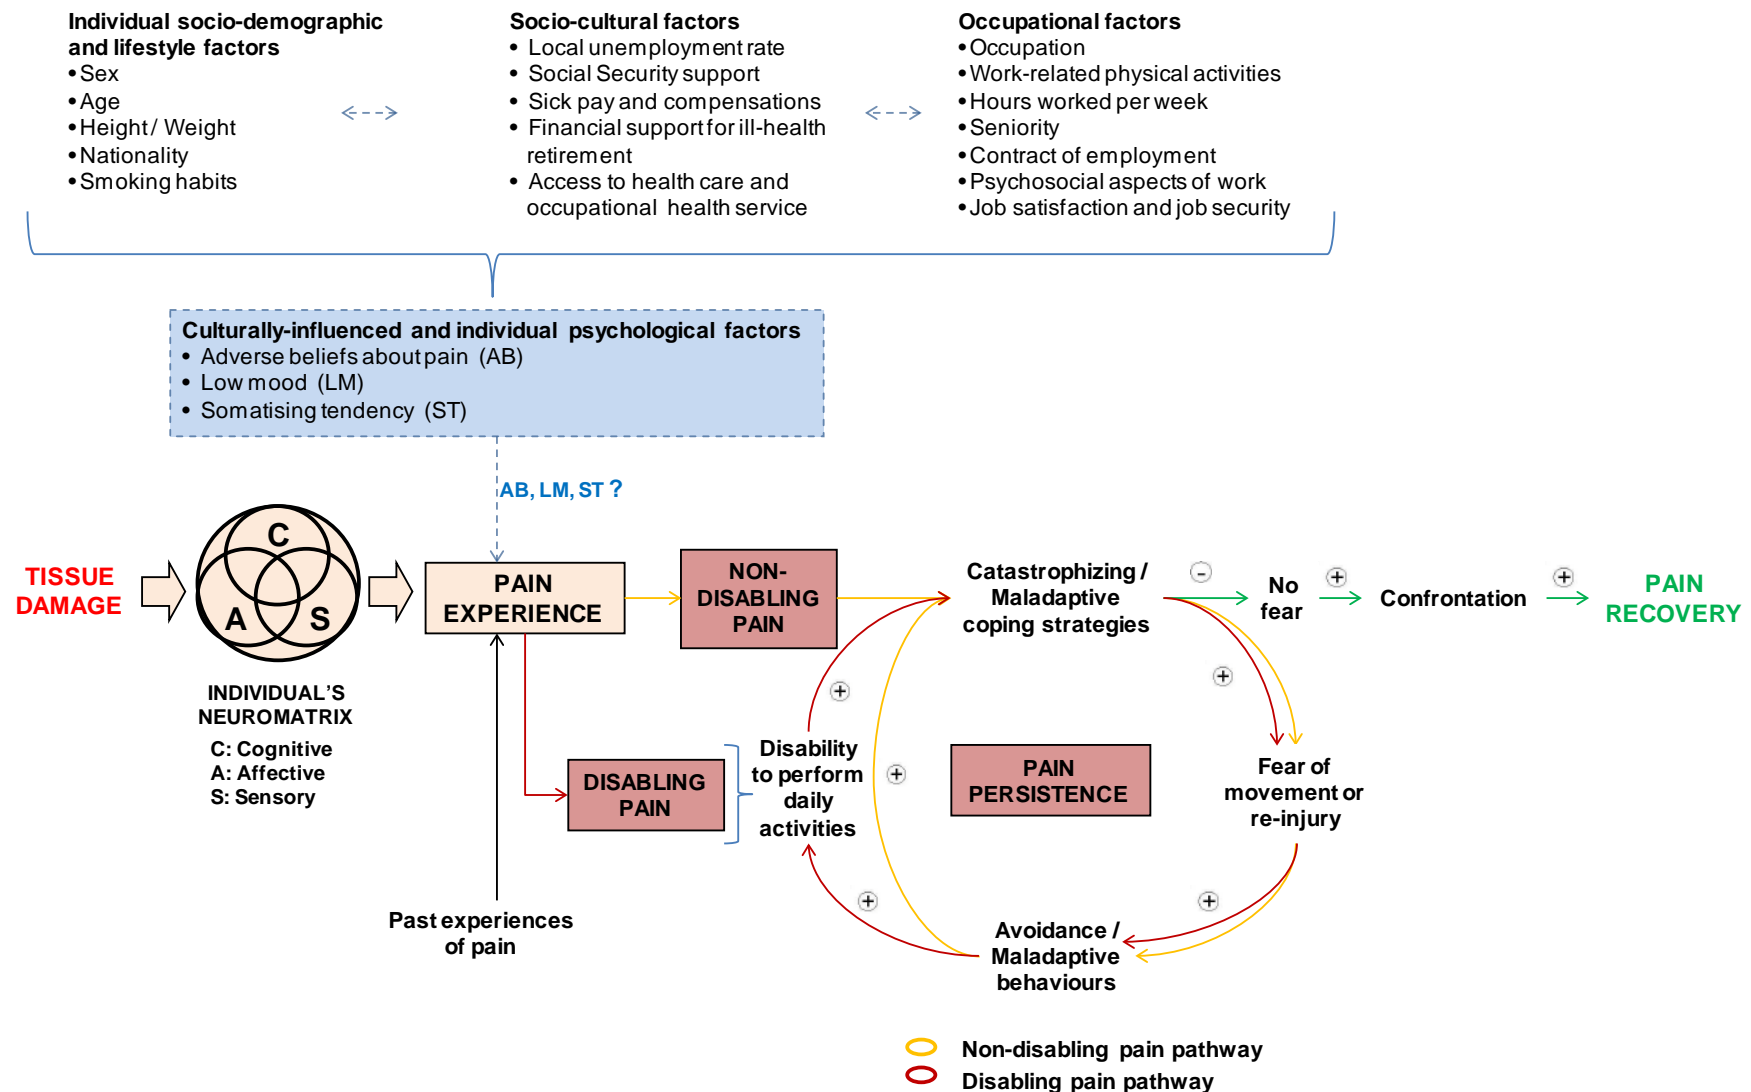 Individual socio-demographic
and lifestyle factors
• Sex
• Age
• Height / Weight
• Nationality
• Smoking habits
Socio-cultural factors
• Local unemployment rate
• Social Security support
• Sick pay and compensations
• Financial support for ill-health
retirement
• Access to health care and
occupational health service
Occupational factors
• Occupation
• Work-related physical activities
• Hours worked per week
• Seniority
• Contract of employment
• Psychosocial aspects of work
• Job satisfaction and job security
Culturally-influenced and individual psychological factors
• Adverse beliefs about pain (AB)
• Low mood (LM)
• Somatising tendency (ST)
AB, LM, ST ?
TISSUE
DAMAGE
C
A
S
INDIVIDUAL'S
NEUROMATRIX
C: Cognitive
A: Affective
S: Sensory
PAIN
EXPERIENCE
NON-
DISABLING
PAIN
Catastrophizing /
Maladaptive
coping strategies
-
No
fear
+
Confrontation
+
PAIN
RECOVERY
+
+
+
DISABLING
PAIN
Disability
to perform
daily
activities
PAIN
PERSISTENCE
Fear of
movement or
re-injury
+
+
Past experiences
of pain
Avoidance /
Maladaptive
behaviours
Non-disabling pain pathway
Disabling pain pathway